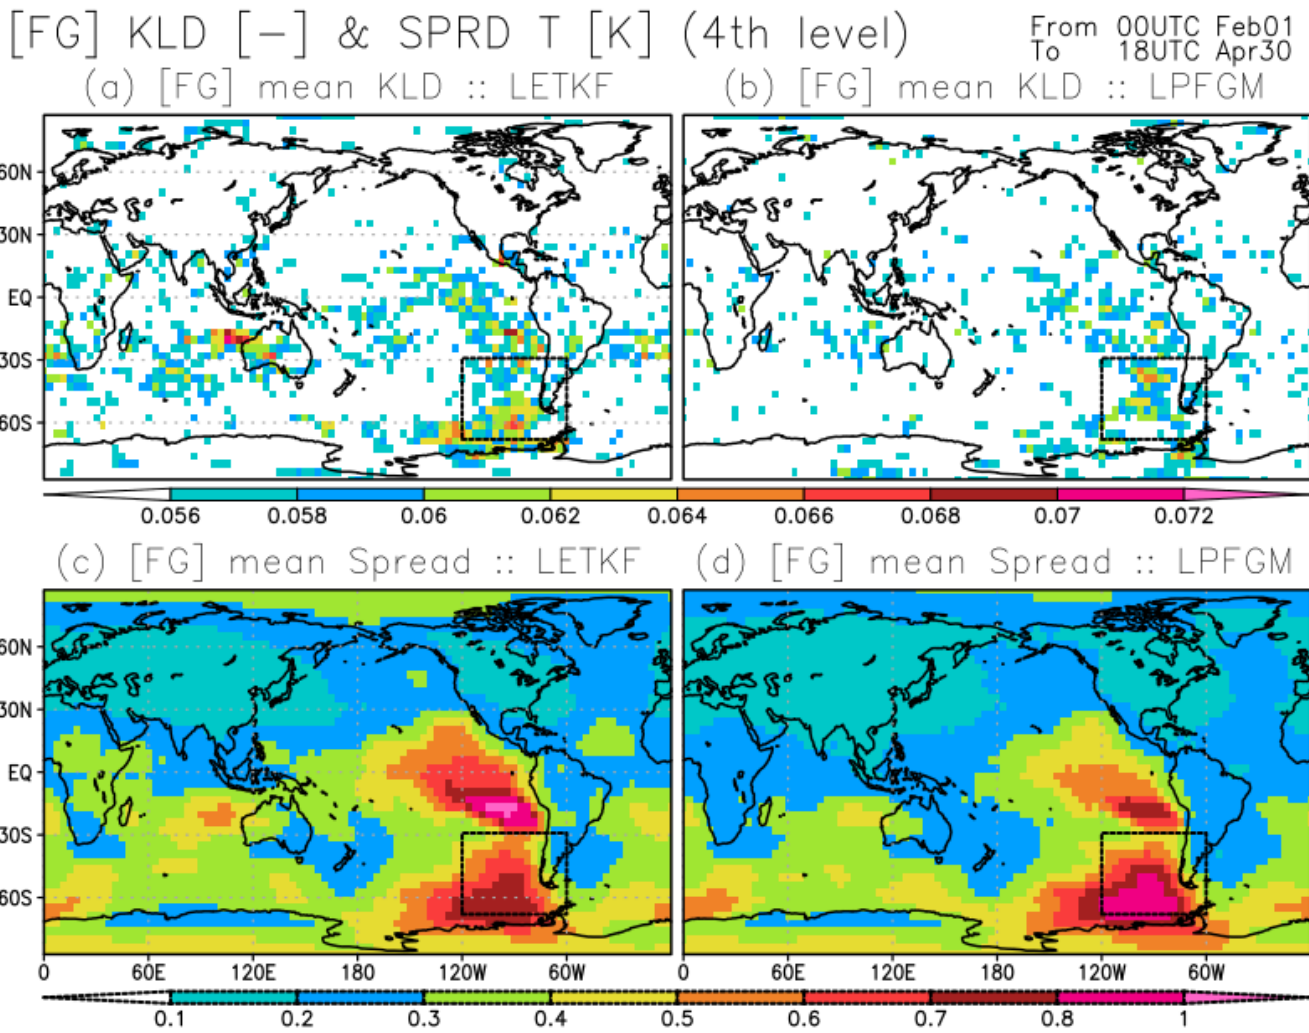 [FG] KLD [-] & SPRD T [K] (4th level)
From 00UTC Feb01
To 18UTC Apr30
(a) [FG] mean KLD :: LETKF
(b) [FG] mean KLD :: LPFGM
60N
30N
EQ
30S
60S
0.056 0.058 0.06 0.062 0.064 0.066 0.068 0.07 0.072
(c) [FG] mean Spread :: LETKF
(d) [FG] mean Spread :: LPFGM
60N
30N
EQ
30S
60S
0 60E 120E 180 120W 60W 0 60E 120E 180 120W 60W
0.1 0.2 0.3 0.4 0.5 0.6 0.7 0.8 1